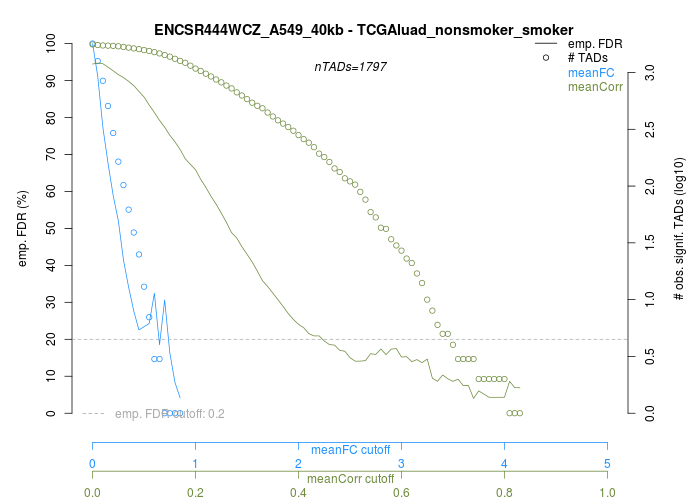 ENCSR444WCZ_A549_40kb - TCGAluad_nonsmoker_smoker
nTADs=1797
emp. FDR
# TADs
meanFC
meanCorr
emp. FDR (%)
0
10
20
30
40
50
60
70
80
90
100
# obs. signif. TADs (log10)
0.0
0.5
1.0
1.5
2.0
2.5
3.0
emp. FDR cutoff: 0.2
meanFC cutoff
0
1
2
3
4
5
meanCorr cutoff
0.0
0.2
0.4
0.6
0.8
1.0